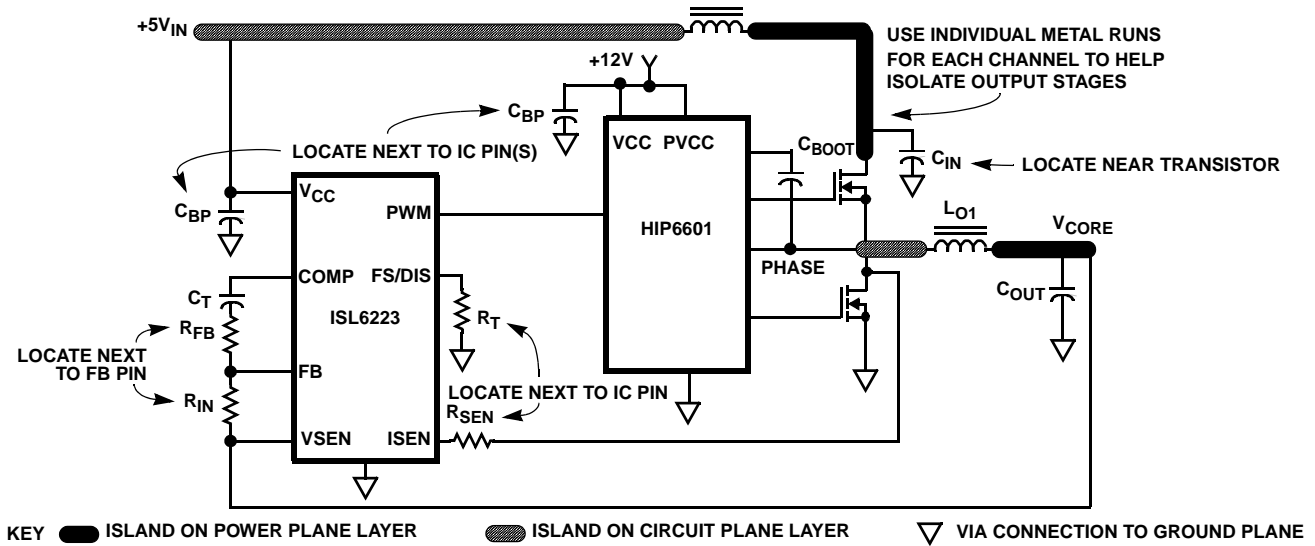 +5VIN
USE INDIVIDUAL METAL RUNS
FOR EACH CHANNEL TO HELP
ISOLATE OUTPUT STAGES
+12V
CBP
LOCATE NEXT TO IC PIN(S)
VCC PVCC
CBOOT
CIN
LOCATE NEAR TRANSISTOR
CBP
VCC
PWM
HIP6601
LO1
VCORE
PHASE
COMP
FS/DIS
CT
ISL6223
RT
COUT
RFB
LOCATE NEXT
TO FB PIN
FB
RIN
LOCATE NEXT TO IC PIN
RSEN
VSEN
ISEN
KEY
ISLAND ON POWER PLANE LAYER
ISLAND ON CIRCUIT PLANE LAYER
VIA CONNECTION TO GROUND PLANE